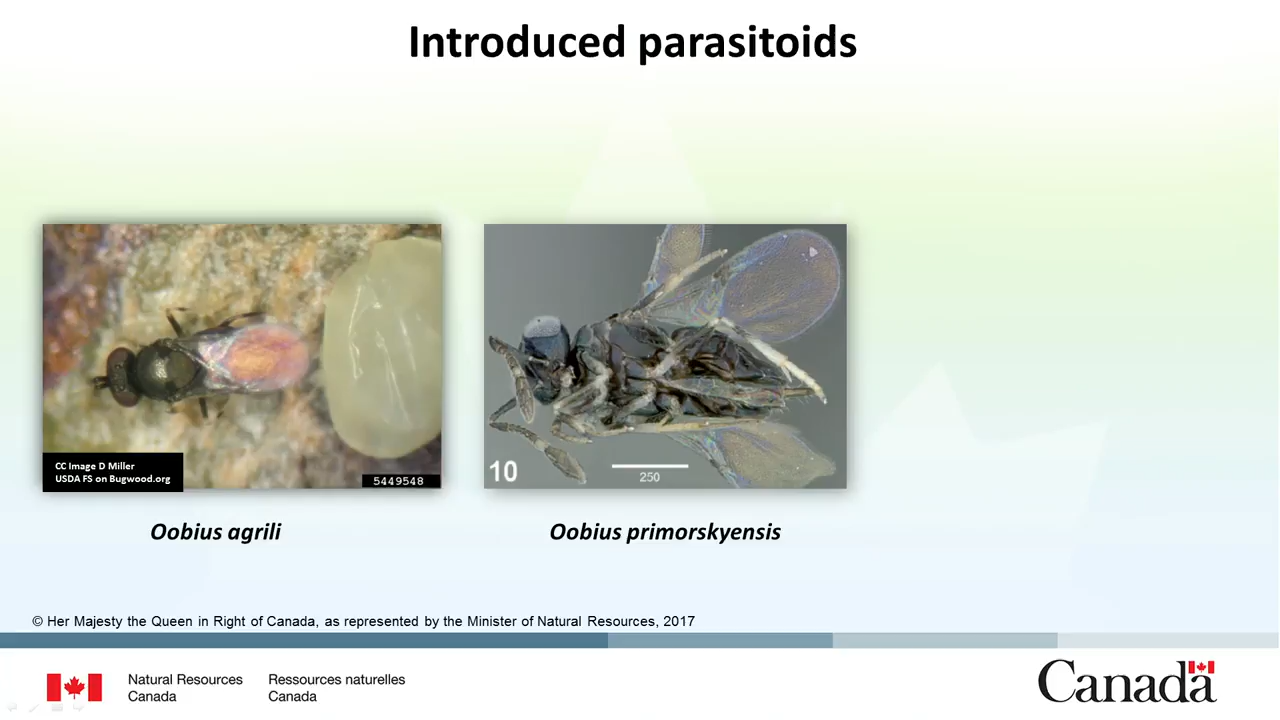 Introduced parasitoids
CC Image D Miller
USDA FS on Bugwood.org
5449548
10
250
Oobius agrili
Oobius primorskyensis
© Her Majesty the Queen in Right of Canada, as represented by the Minister of Natural Resources, 2017
Natural Resources
Canada
Ressources naturelles
Canada
Canada